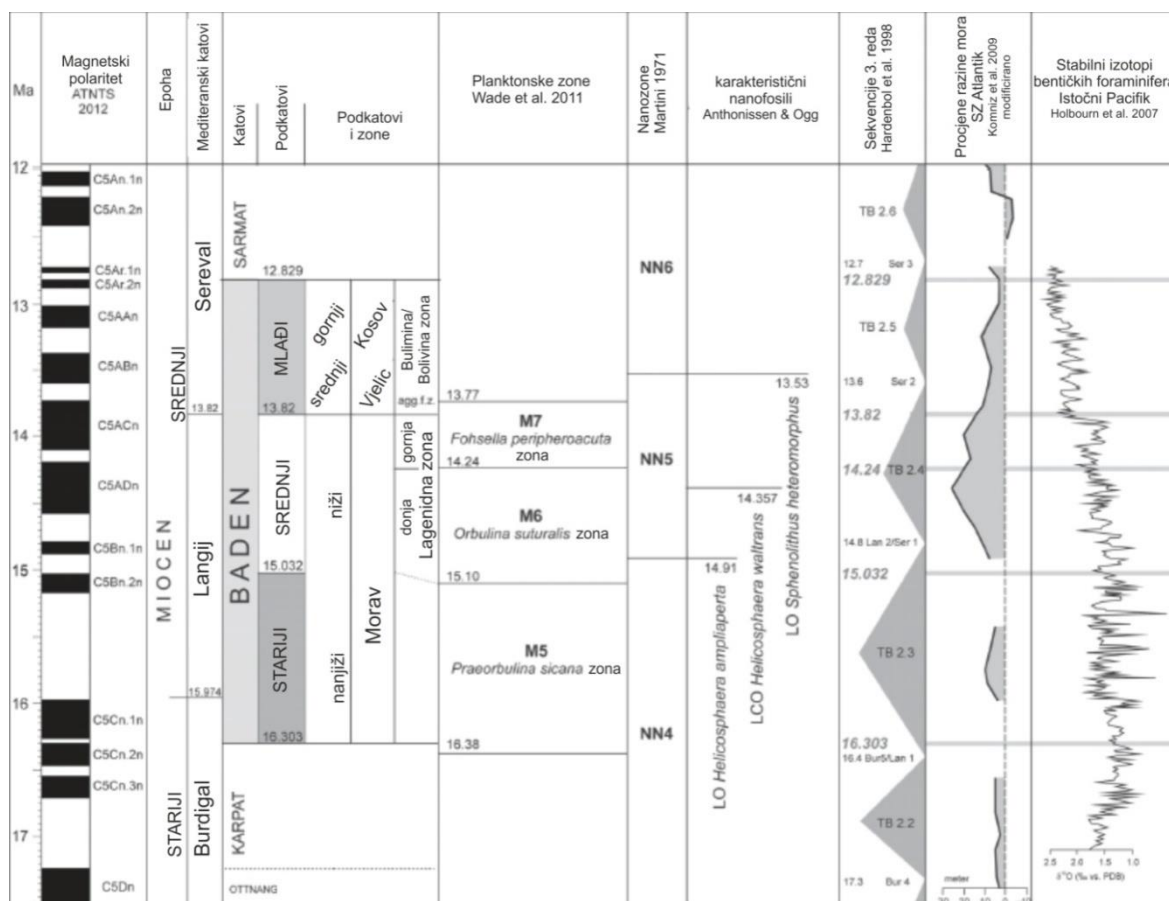 Ma
Magnetski
polaritet
ATNTS
2012
Epoha
Mediteranski katovi
Katovi
Podkatovi
Podkatovi
i zone
Planktonske zone
Wade et al. 2011
Nanozone
Martini 1971
karakteristični
nanofosili
Anthonissen & Ogg
Sekvencije 3. reda
Hardenbol et al. 1998
Procjene razine mora
SZ Atlantik
Komniz et al. 2009
modificirano
Stabilni izotopi
bentičkih foraminifera
Istočni Pacifik
Holbourn et al. 2007
12
13
14
15
16
17
C5An.1n
C5An.2n
C5Ar.1n
C5Ar.2n
C5AAn
C5ABn
C5ACn
C5ADn
C5Bn.1n
C5Bn.2n
C5Cn.1n
C5Cn.2n
C5Cn.3n
C5Dn
MIOCEN
SREDNJI
STARIJI
Sereval
13.82
Langij
15.974
Burdigal
SARMAT
BADEN
KARPAT
OTTNANG
12.829
MLAĐI
13.82
SREDNJI
15.032
STARIJI
16.303
gornji
srednji
niži
nanjiži
Kosov
Vjelic
Morav
Bulimina/
Bolivina zona
agg.f.z.
gornja
donja
Lagenidna zona
13.77
M7
Fohsella peripheroacuta
zona
14.24
M6
Orbulina suturalis zona
15.10
M5
Praeorbulina sicana zona
16.38
NN6
NN5
NN4
13.53
LO Sphenolithus heteromorphus
14.357
LCO Helicosphaera waltrans
14.91
LO Helicosphaera ampliaperta
TB 2.6
12.7 Ser 3
12.829
TB 2.5
13.6 Ser 2
13.82
14.24 TB 2.4
14.8 Lan 2/Ser 1
15.032
TB 2.3
16.303
16.4 Bur5/Lan 1
TB 2.2
17.3 Bur 4
meter
2.5 2.0 1.5 1.0
δ¹⁸O (‰ vs. PDB)